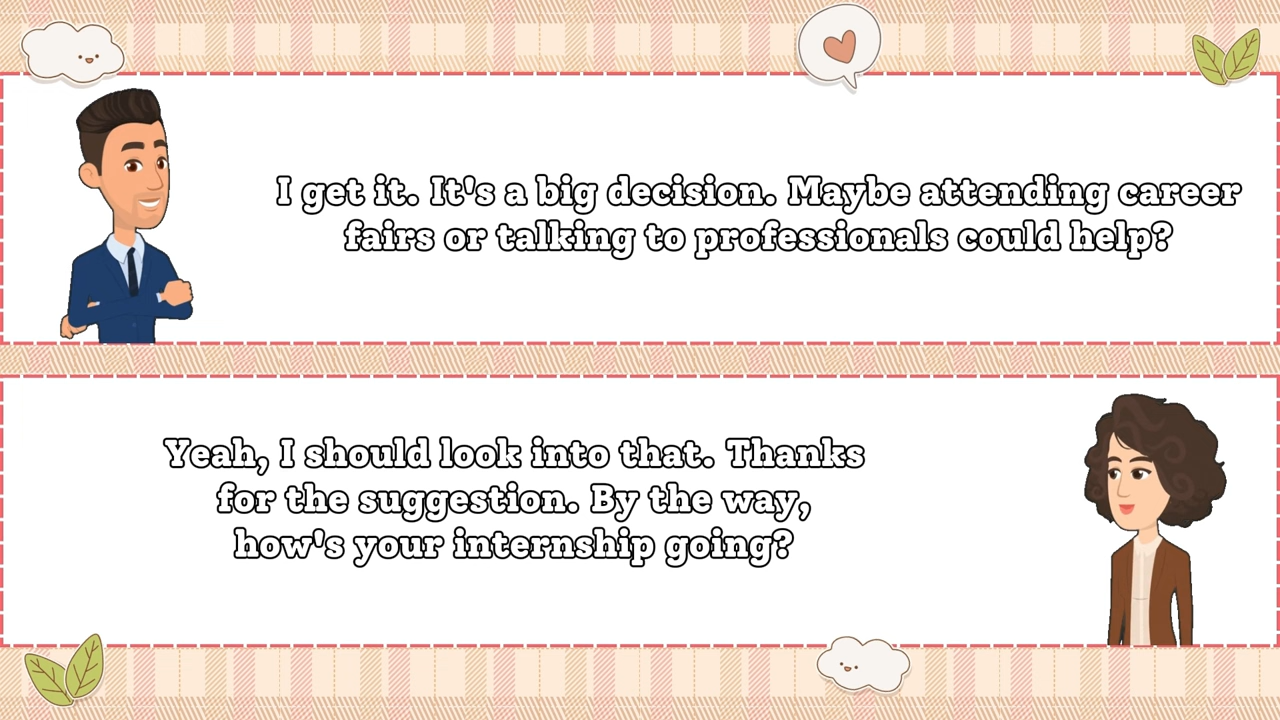 I get it. It's a big decision. Maybe attending career
fairs or talking to professionals could help?
Yeah, I should look into that. Thanks
for the suggestion. By the way,
how's your internship going?